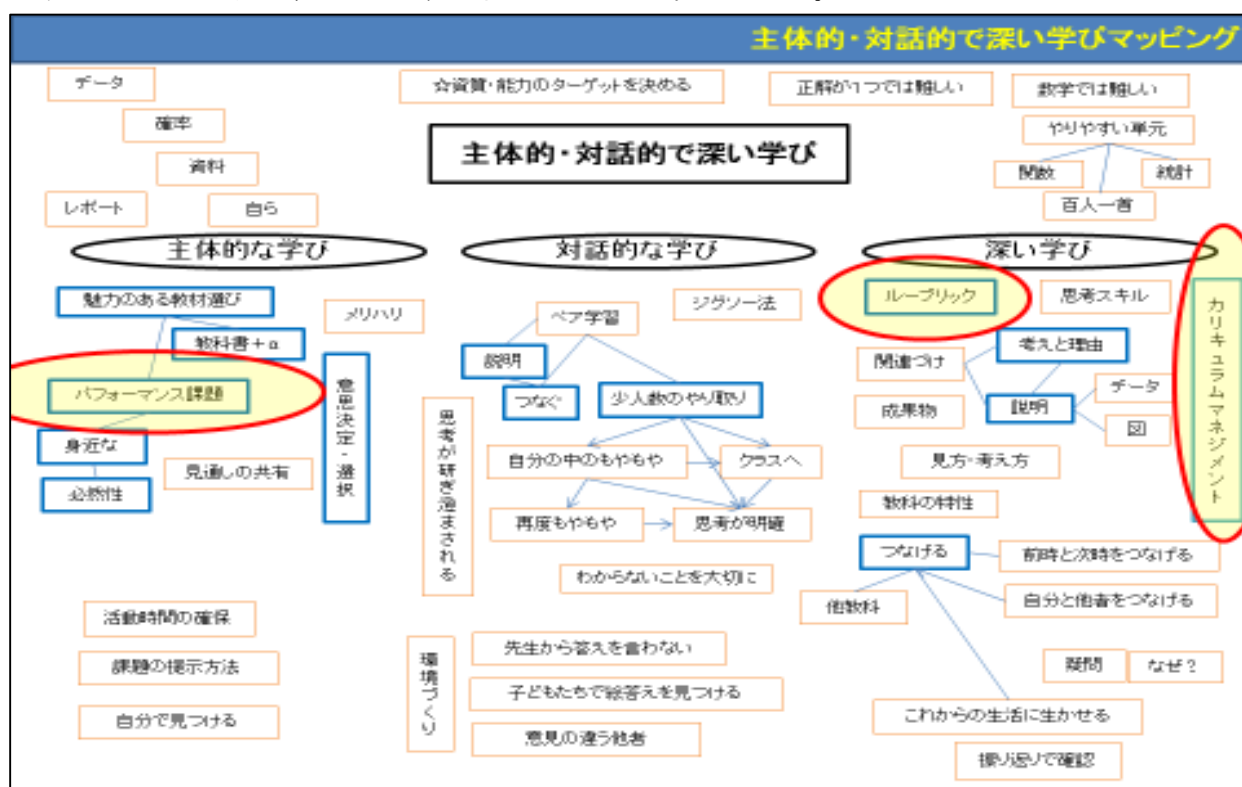 主体的・対話的で深い学びマッピング
データ
☆資質・能力のターゲットを決める
正解が1つでは難しい
数学では難しい
確率
やりやすい単元
主体的・対話的で深い学び
資料
関数
統計
レポート
自ら
百人一首
主体的な学び
対話的な学び
深い学び
魅力のある教材選び
メリハリ
教科書+α
パフォーマンス課題
身近な
見通しの共有
必然性
意思決定・選択
活動時間の確保
課題の提示方法
自分で見つける
ペア学習
ジグソー法
説明
つなぐ
少人数のやり取り
思考が研ぎ澄まされる
自分の中のもやもや
クラスへ
再度もやもや
思考が明確
わからないことを大切に
環境づくり
先生から答えを言わない
子どもたちで絵答えを見つける
意見の違う他者
ルーブリック
思考スキル
カリキュラムマネジメント
関連づけ
考えと理由
成果物
説明
データ
図
見方・考え方
教科の特性
つなげる
前時と次時をつなげる
他教科
自分と他者をつなげる
疑問
なぜ?
これからの生活に生かせる
振り返りで確認